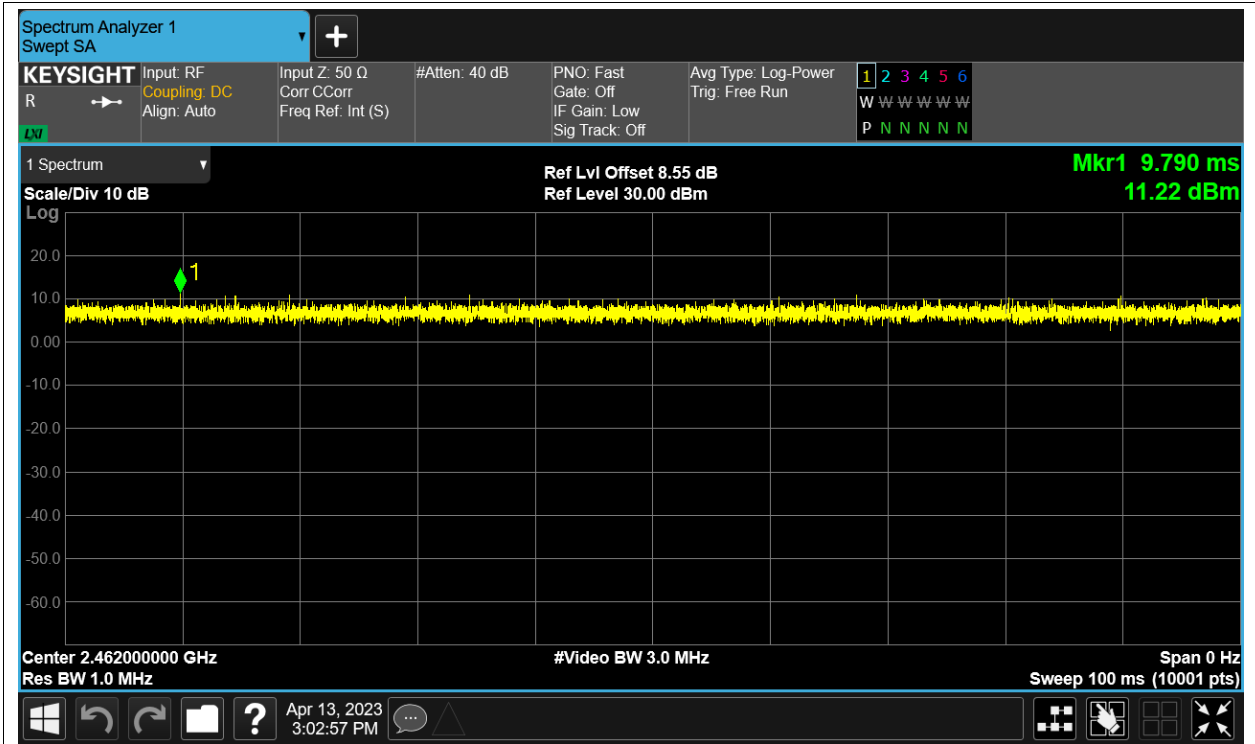 Spectrum Analyzer 1
Swept SA
+
KEYSIGHT
R
LXI
Input: RF
Coupling: DC
Align: Auto
Input Z: 50 Ω
Corr CCorr
Freq Ref: Int (S)
#Atten: 40 dB
PNO: Fast
Gate: Off
IF Gain: Low
Sig Track: Off
Avg Type: Log-Power
Trig: Free Run
1 2 3 4 5 6
W W W W W W
P N N N N N
1 Spectrum
Scale/Div 10 dB
Ref Lvl Offset 8.55 dB
Ref Level 30.00 dBm
Mkr1 9.790 ms
11.22 dBm
Log
1
20.0
10.0
0.00
-10.0
-20.0
-30.0
-40.0
-50.0
-60.0
Center 2.462000000 GHz
Res BW 1.0 MHz
#Video BW 3.0 MHz
Span 0 Hz
Sweep 100 ms (10001 pts)
?
Apr 13, 2023
3:02:57 PM